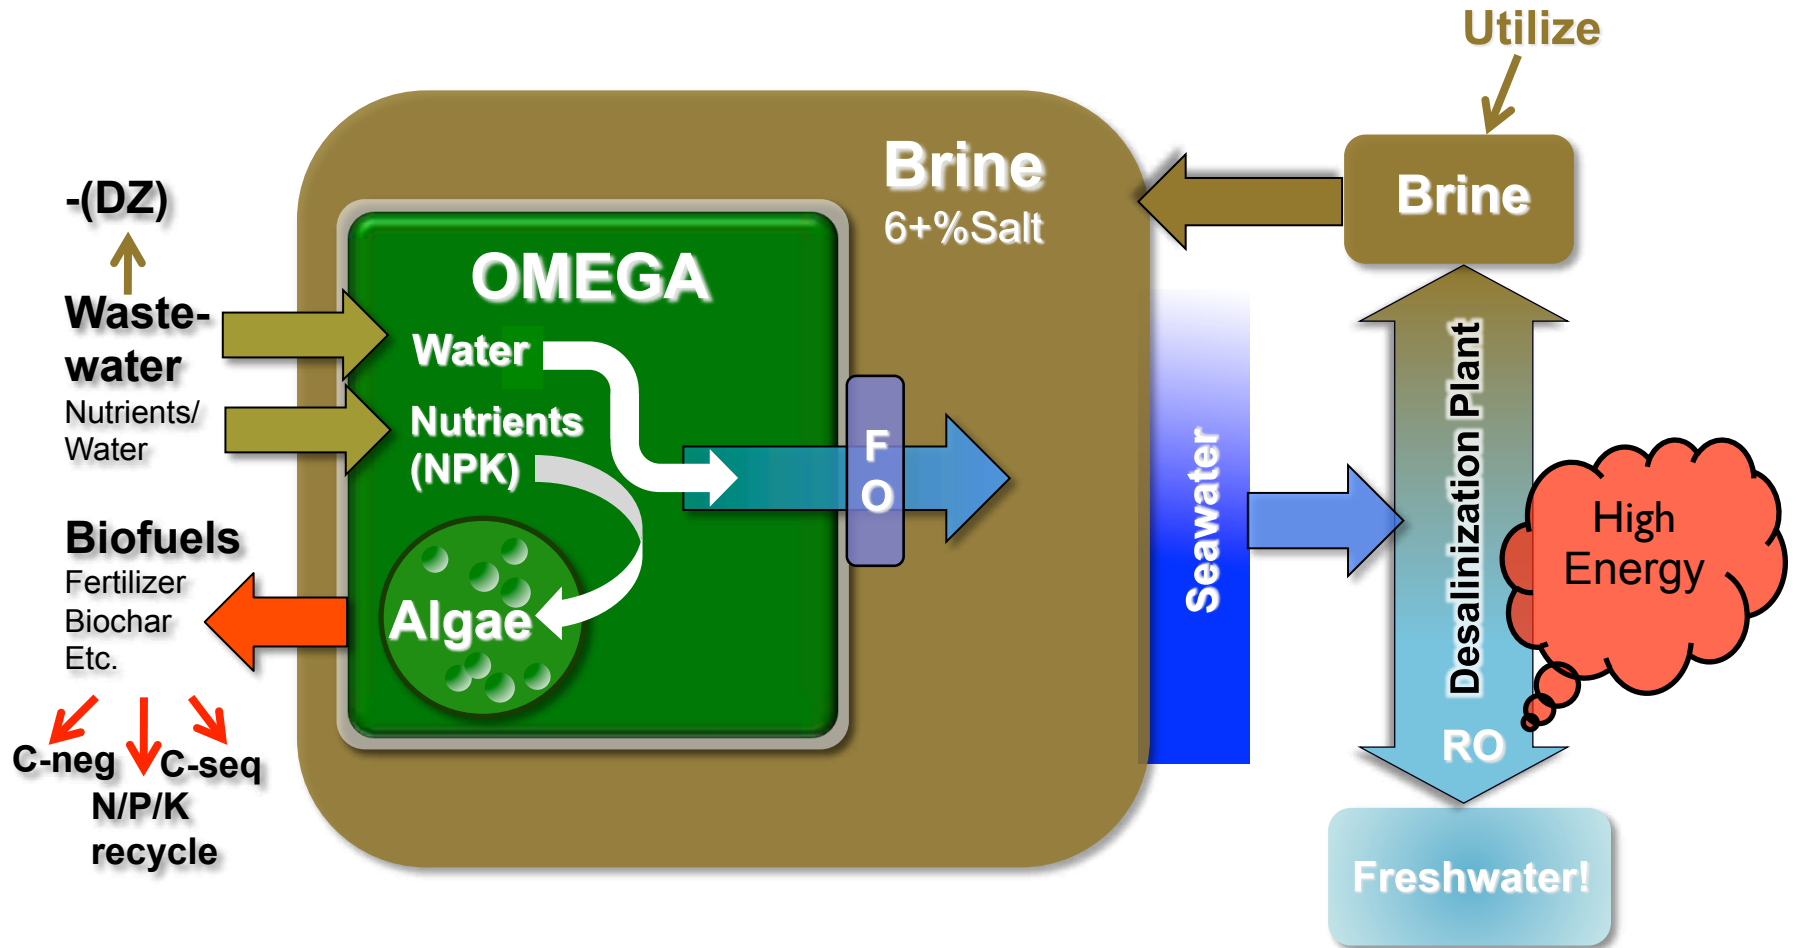 Utilize
Brine
6+%Salt
Brine
-(DZ)
OMEGA
Waste-
water
Nutrients/
Water
Water
Nutrients
(NPK)
F
O
Seawater
Desalinization Plant
High
Energy
Biofuels
Fertilizer
Biochar
Etc.
Algae
C-neg
C-seq
N/P/K
recycle
RO
Freshwater!